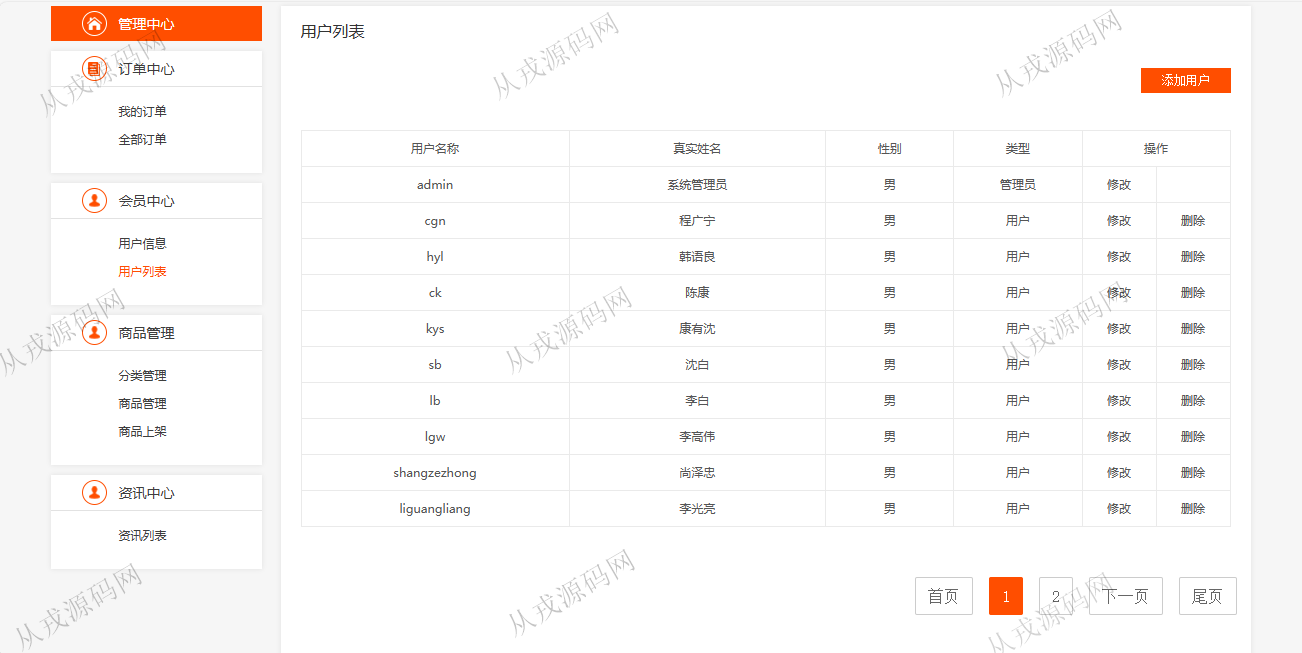 管理中心
订单中心
我的订单
全部订单
会员中心
用户信息
用户列表
商品管理
分类管理
商品管理
商品上架
资讯中心
资讯列表
用户列表
添加用户
用户名称 真实姓名 性别 类型 操作
admin 系统管理员 男 管理员 修改
cgn 程广宁 男 用户 修改 删除
hyl 韩语良 男 用户 修改 删除
ck 陈康 男 用户 修改 删除
kys 康有沈 男 用户 修改 删除
sb 沈白 男 用户 修改 删除
lb 李白 男 用户 修改 删除
lgw 李高伟 男 用户 修改 删除
shangzezhong 尚泽忠 男 用户 修改 删除
liguangliang 李光亮 男 用户 修改 删除
首页 1 2 下一页 尾页
从戎源码网
从戎源码网
从戎源码网
从戎源码网
从戎源码网
从戎源码网
从戎源码网
从戎源码网
从戎源码网